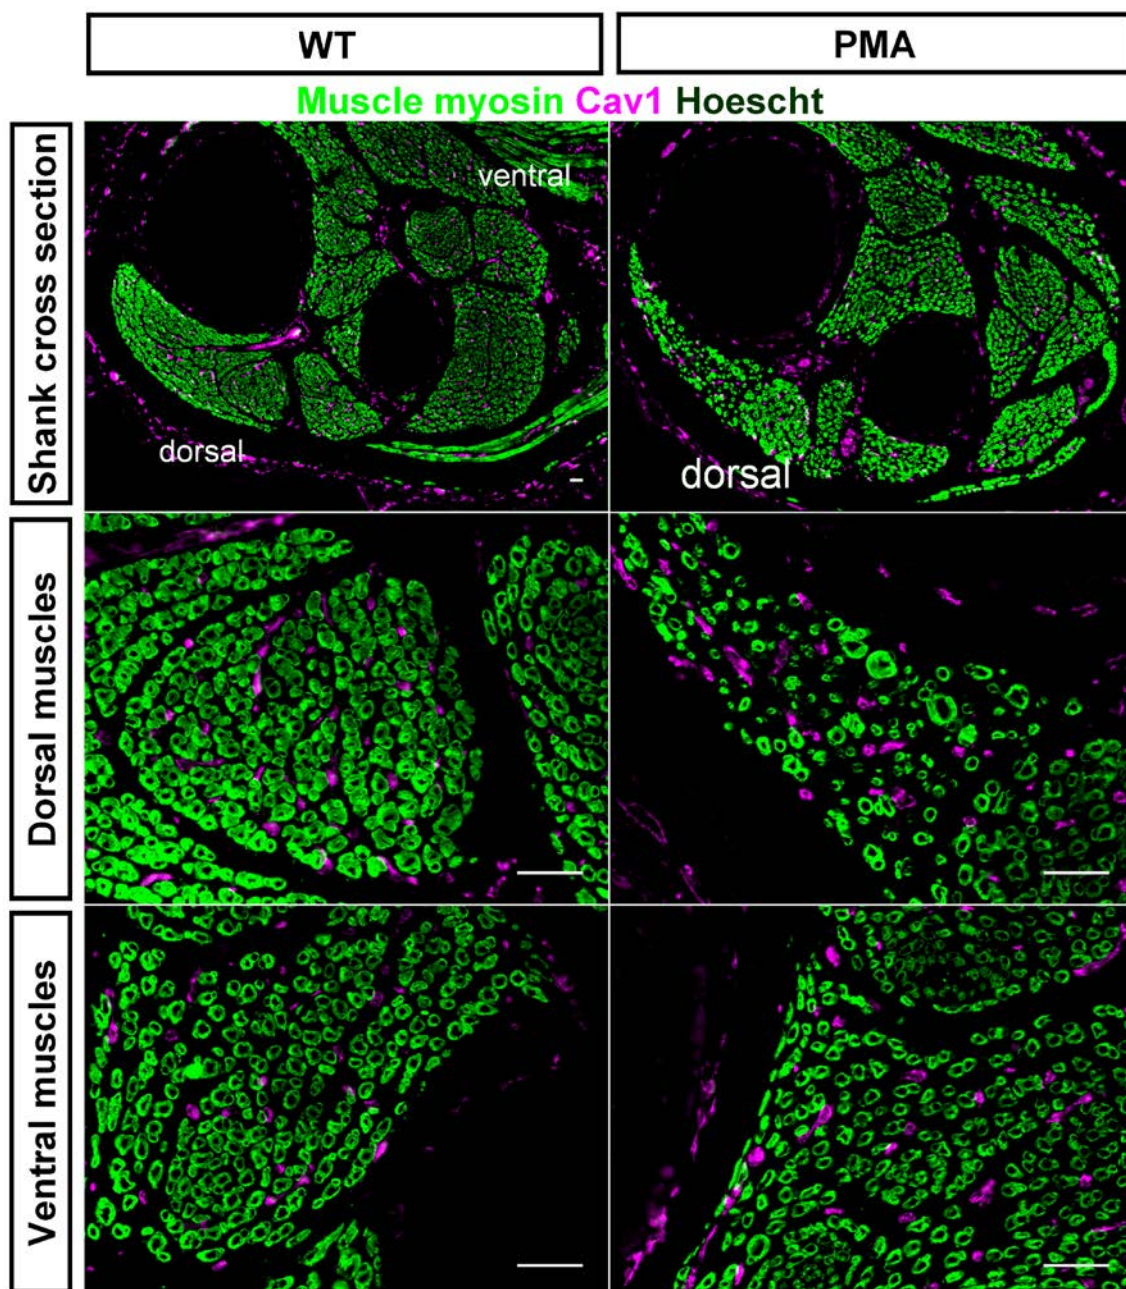 WT
PMA
Muscle myosin Cav1 Hoescht
Shank cross section
ventral
dorsal
dorsal
Dorsal muscles
Ventral muscles